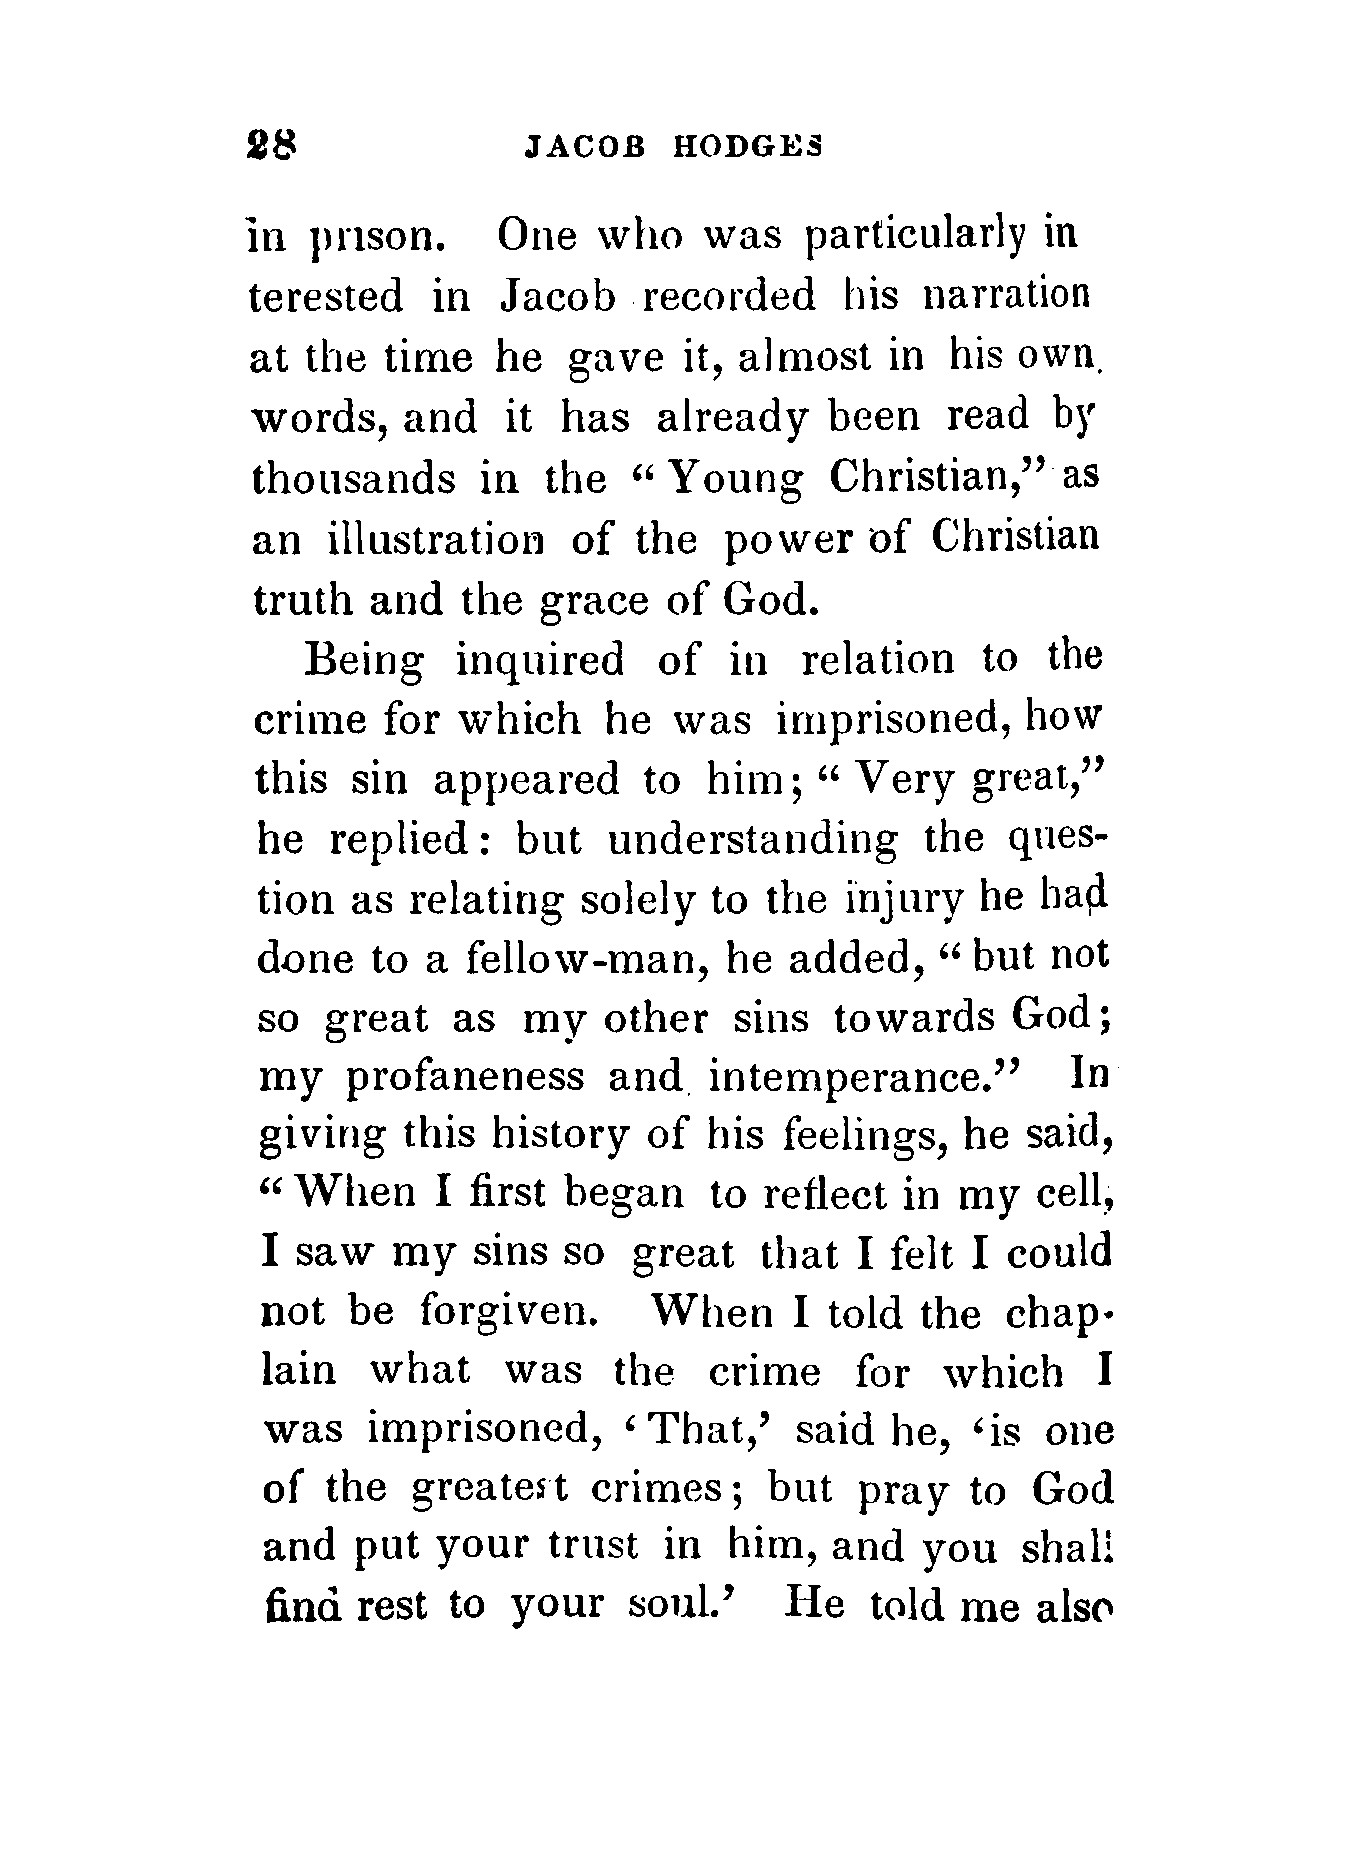 28 JACOB HODGES
in prison. One who was particularly in
terested in Jacob recorded his narration
at the time he gave it, almost in his own
words, and it has already been read by
thousands in the “Young Christian,” as
an illustration of the power of Christian
truth and the grace of God.
Being inquired of in relation to the
crime for which he was imprisoned, how
this sin appeared to him; “Very great,”
he replied: but understanding the ques-
tion as relating solely to the injury he had
done to a fellow-man, he added, “but not
so great as my other sins towards God;
my profaneness and intemperance.” In
giving this history of his feelings, he said,
“When I first began to reflect in my cell,
I saw my sins so great that I felt I could
not be forgiven. When I told the chap-
lain what was the crime for which I
was imprisoned, ‘That,’ said he, ‘is one
of the greatest crimes; but pray to God
and put your trust in him, and you shall
find rest to your soul.’ He told me also